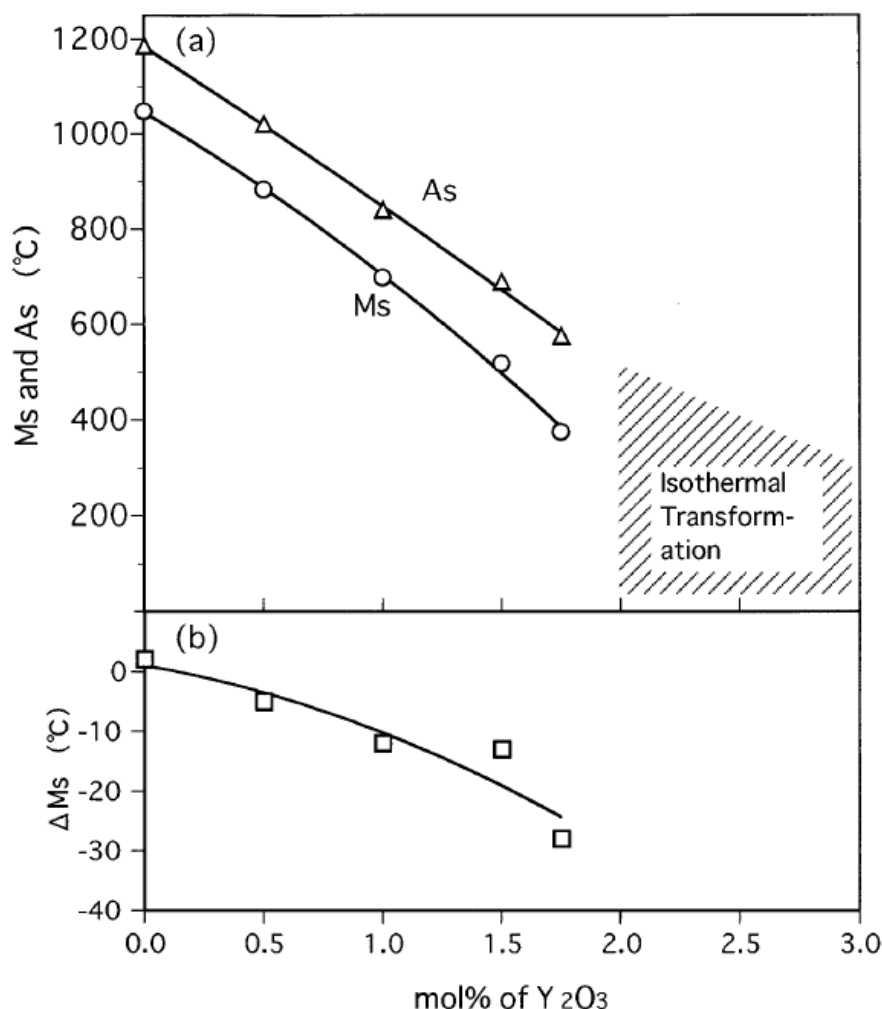 (a)
1200
1000
800
600
400
200
Ms and As (℃)
As
Ms
Isothermal
Transform-
ation
(b)
0
-10
-20
-30
-40
ΔMs (℃)
0.0 0.5 1.0 1.5 2.0 2.5 3.0
mol% of Y2O3